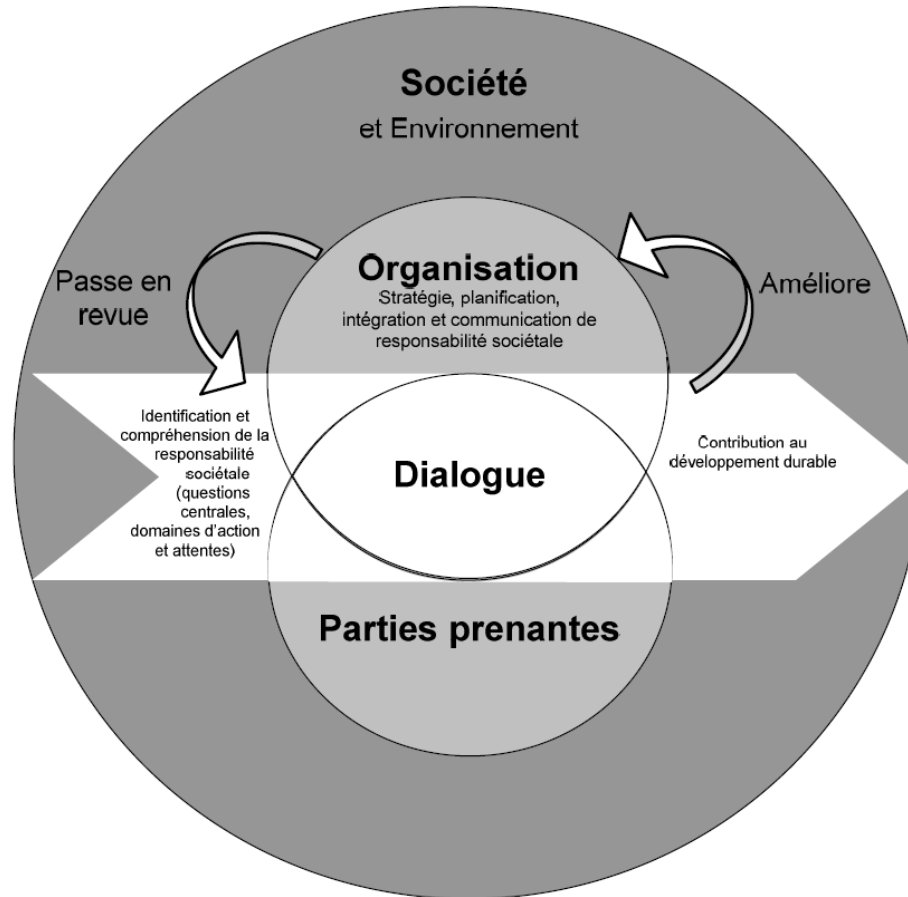 Société
et Environnement
Organisation
Stratégie, planification,
intégration et communication de
responsabilité sociétale
Passe en
revue
Améliore
Identification et
compréhension de la
responsabilité
sociétale
(questions
centrales,
domaines d'action
et attentes)
Dialogue
Contribution au
développement durable
Parties prenantes